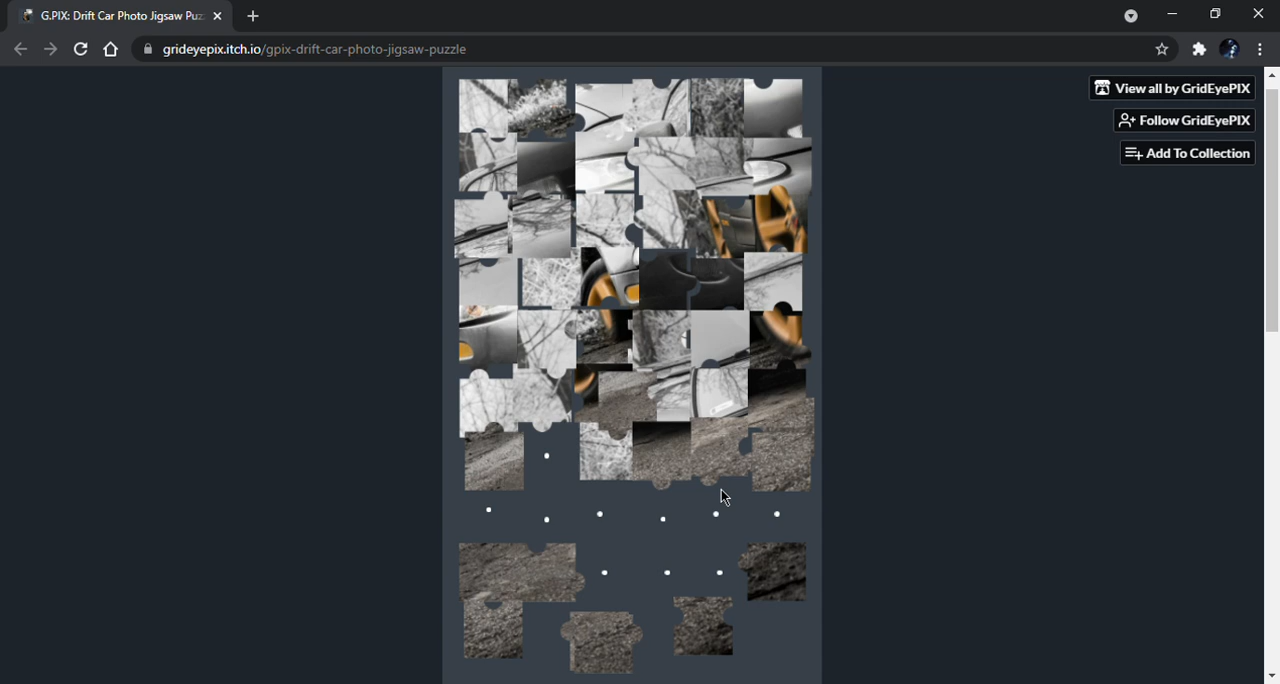 G.PIX: Drift Car Photo Jigsaw Puz
grideyepix.itch.io/gpix-drift-car-photo-jigsaw-puzzle
View all by GridEyePIX
Follow GridEyePIX
Add To Collection